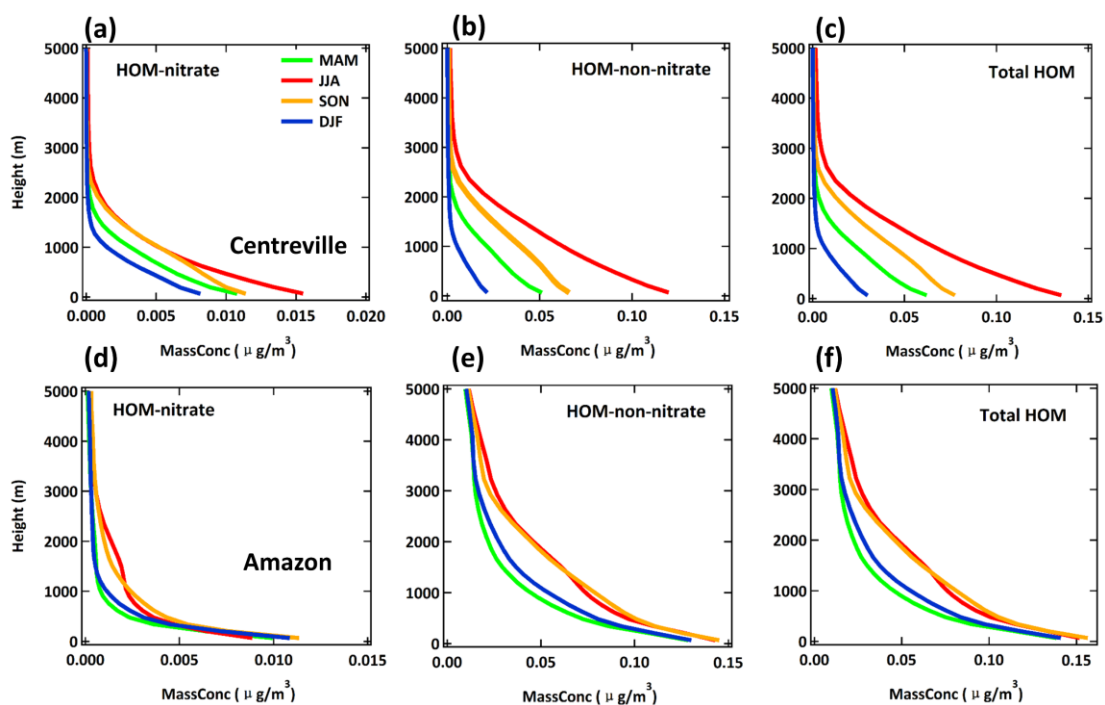 (a)
(b)
(c)
5000
4000
3000
2000
1000
0
Height (m)
HOM-nitrate
MAM
JJA
SON
DJF
Centreville
0.000
0.005
0.010
0.015
0.020
MassConc ( μ g/m³)
5000
4000
3000
2000
1000
0
HOM-non-nitrate
0.00
0.05
0.10
0.15
MassConc ( μ g/m³)
5000
4000
3000
2000
1000
0
Total HOM
0.00
0.05
0.10
0.15
MassConc ( μ g/m³)
(d)
(e)
(f)
5000
4000
3000
2000
1000
0
Height (m)
HOM-nitrate
Amazon
0.000
0.005
0.010
0.015
MassConc ( μ g/m³)
5000
4000
3000
2000
1000
0
HOM-non-nitrate
0.00
0.05
0.10
0.15
MassConc ( μ g/m³)
5000
4000
3000
2000
1000
0
Total HOM
0.00
0.05
0.10
0.15
MassConc ( μ g/m³)